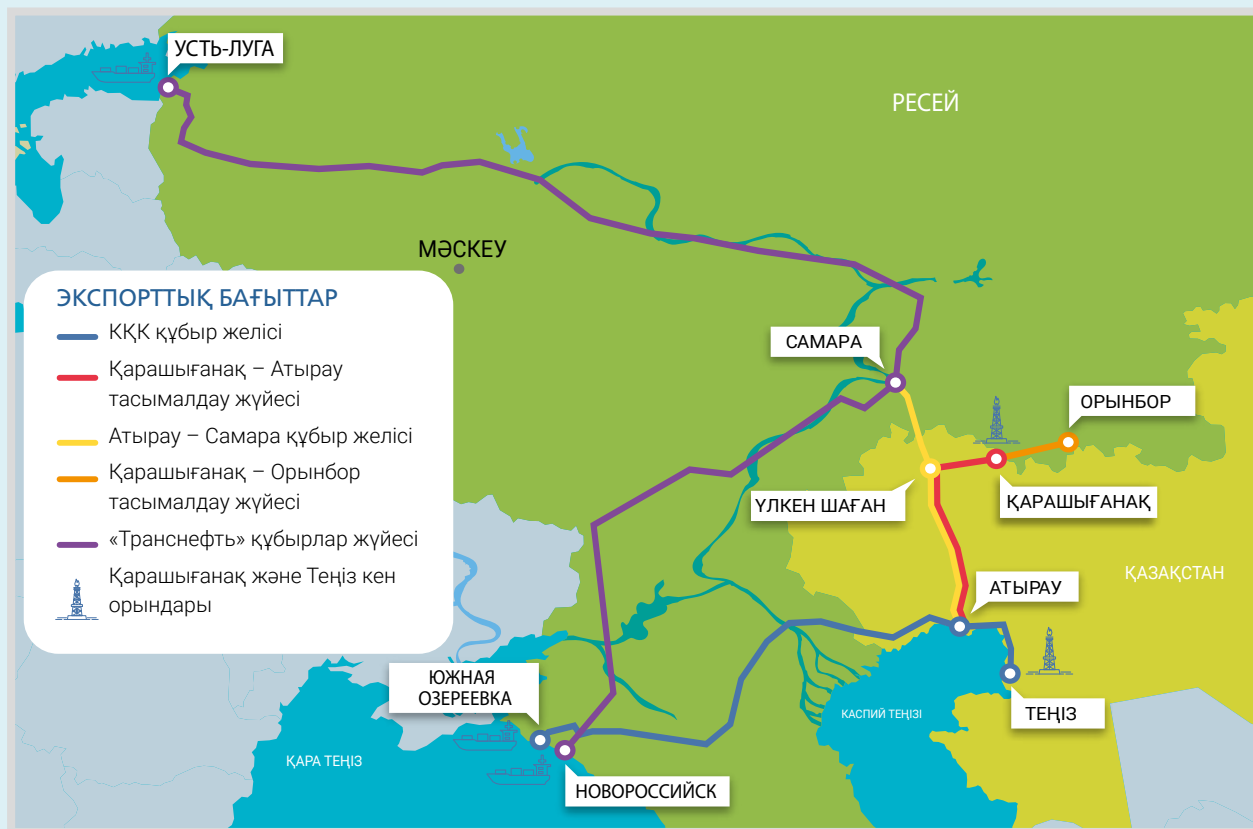 УСТЬ-ЛУГА
РЕСЕЙ
МӘСКЕУ
ЭКСПОРТТЫҚ БАҒЫТТАР
КҚК құбыр желісі
Қарашығанақ – Атырау
тасымалдау жүйесі
Атырау – Самара құбыр желісі
Қарашығанақ – Орынбор
тасымалдау жүйесі
«Транснефть» құбырлар жүйесі
Қарашығанақ және Теңіз кен
орындары
САМАРА
ОРЫНБОР
ҮЛКЕН ШАҒАН
ҚАРАШЫҒАНАҚ
ҚАЗАҚСТАН
АТЫРАУ
ЮЖНАЯ
ОЗЕРЕЕВКА
ТЕҢІЗ
КАСПИЙ ТЕҢІЗІ
ҚАРА ТЕҢІЗ
НОВОРОССИЙСК